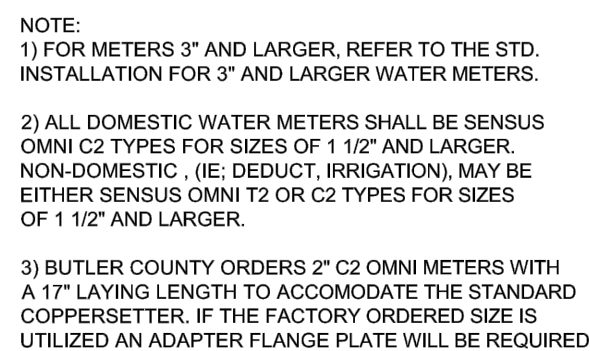 NOTE:
1) FOR METERS 3" AND LARGER, REFER TO THE STD.
INSTALLATION FOR 3" AND LARGER WATER METERS.
2) ALL DOMESTIC WATER METERS SHALL BE SENSUS
OMNI C2 TYPES FOR SIZES OF 1 1/2" AND LARGER.
NON-DOMESTIC , (IE; DEDUCT, IRRIGATION), MAY BE
EITHER SENSUS OMNI T2 OR C2 TYPES FOR SIZES
OF 1 1/2" AND LARGER.
3) BUTLER COUNTY ORDERS 2" C2 OMNI METERS WITH
A 17" LAYING LENGTH TO ACCOMODATE THE STANDARD
COPPERSETTER. IF THE FACTORY ORDERED SIZE IS
UTILIZED AN ADAPTER FLANGE PLATE WILL BE REQUIRED